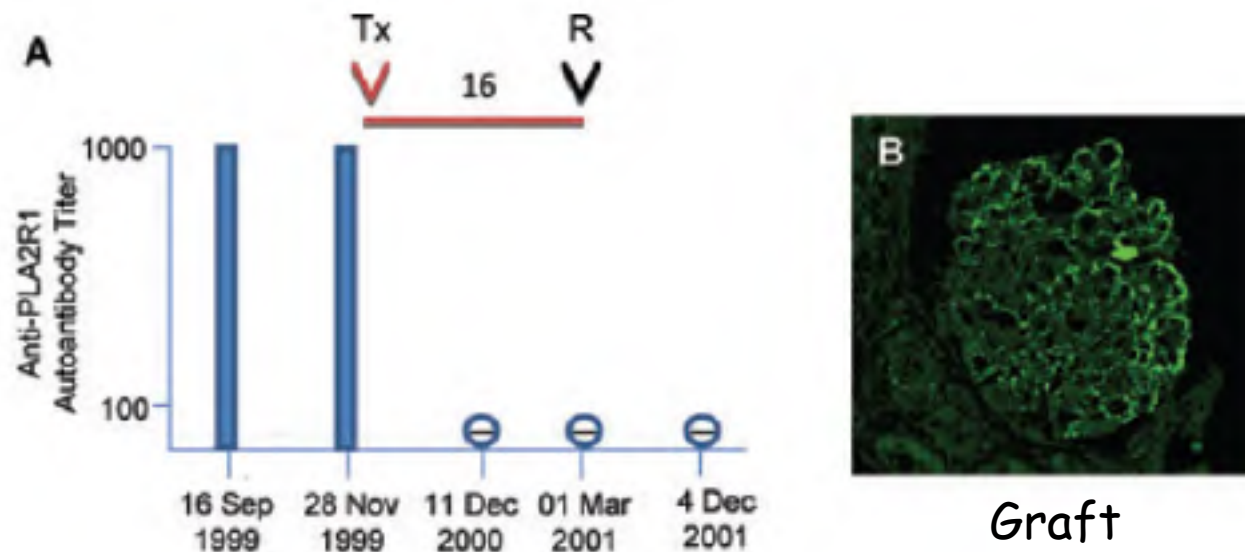 A
Tx
R
16
1000
100
Anti-PLA2R1
Autoantibody Titer
16 Sep
1999
28 Nov
1999
11 Dec
2000
01 Mar
2001
4 Dec
2001
B
Graft